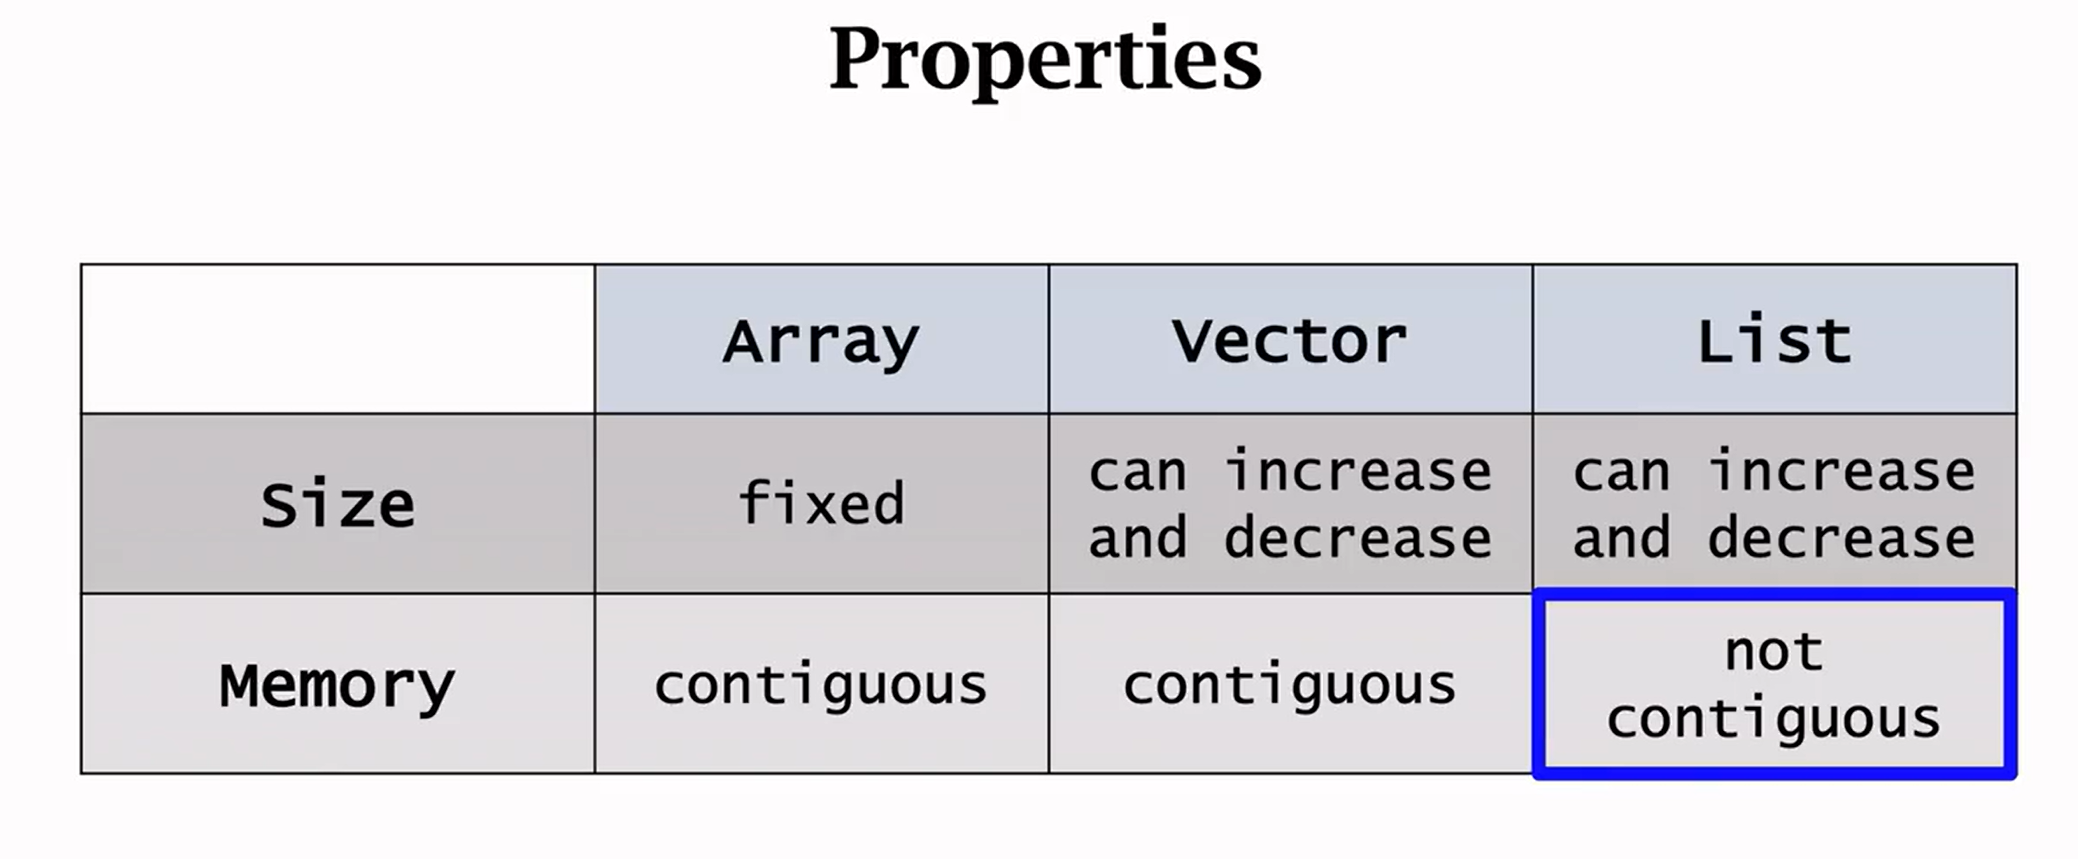 Properties
Array Vector List
Size fixed can increase and decrease can increase and decrease
Memory contiguous contiguous not contiguous